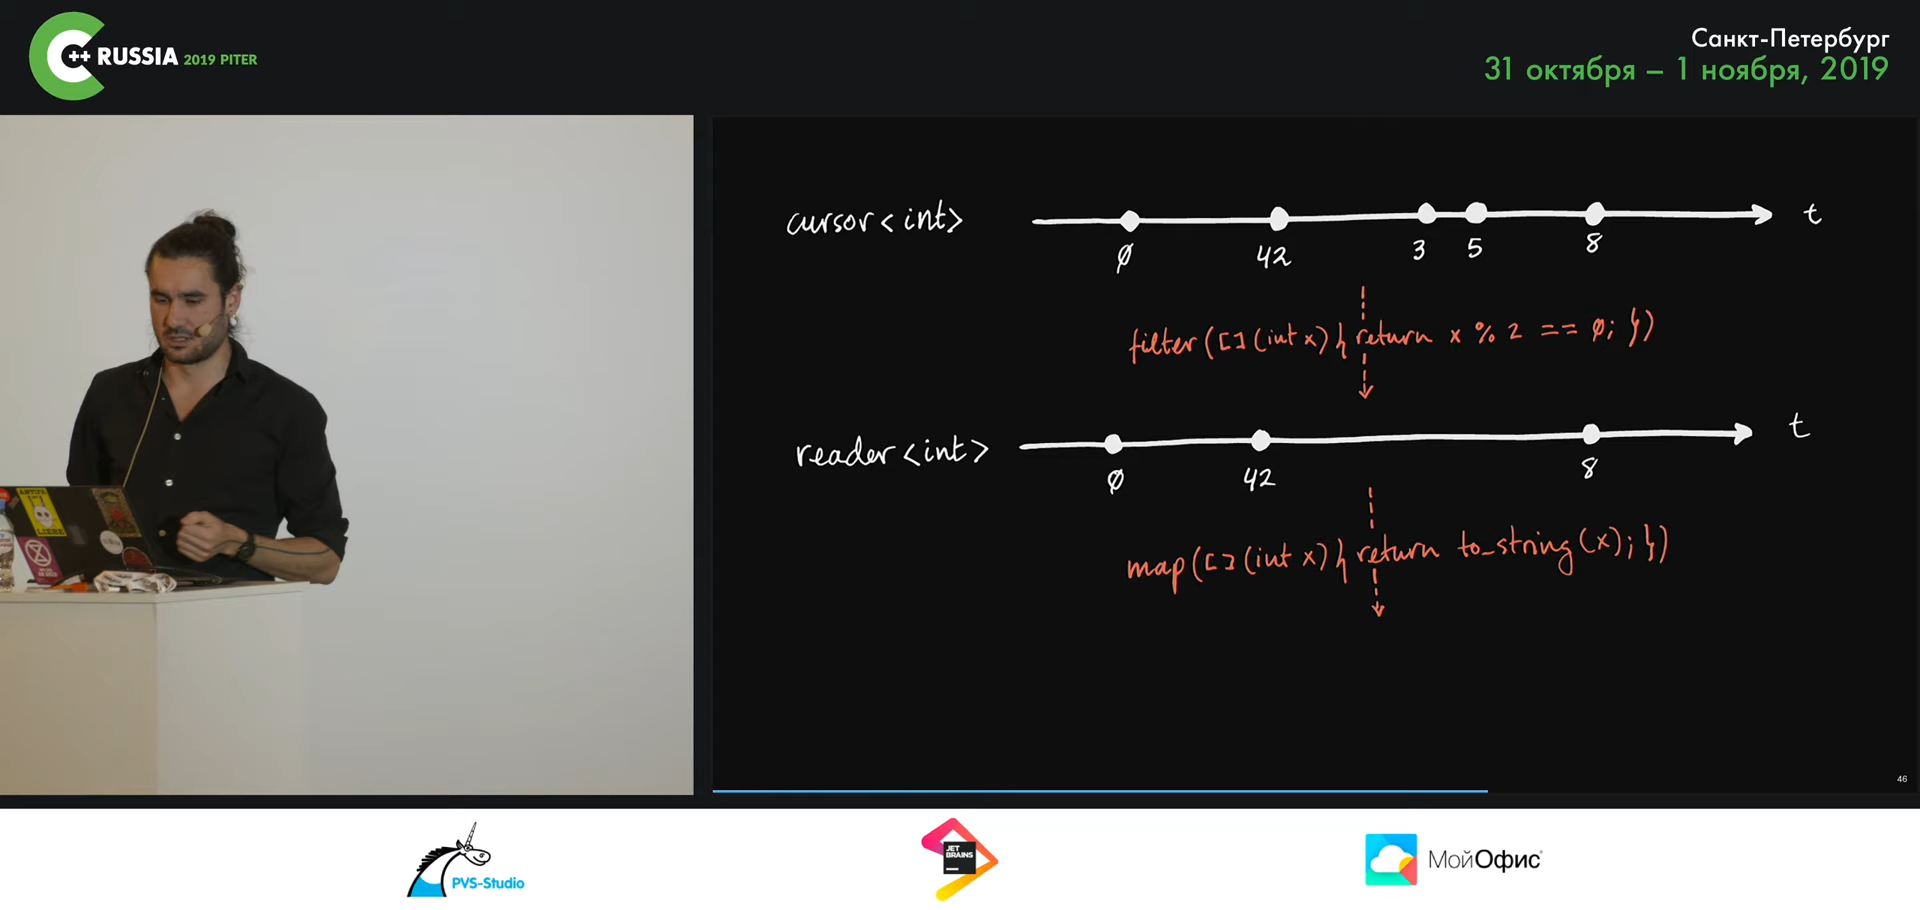 C++ RUSSIA 2019 PITER
Санкт-Петербург
31 октября – 1 ноября, 2019
cursor<int>
t
0 42 3 5 8
filter([](int x){ return x % 2 == 0; })
reader<int>
t
0 42 8
map([](int x){ return to_string(x); })
46
LIEBE
PVS-Studio
JET
BRAINS
МойОфис